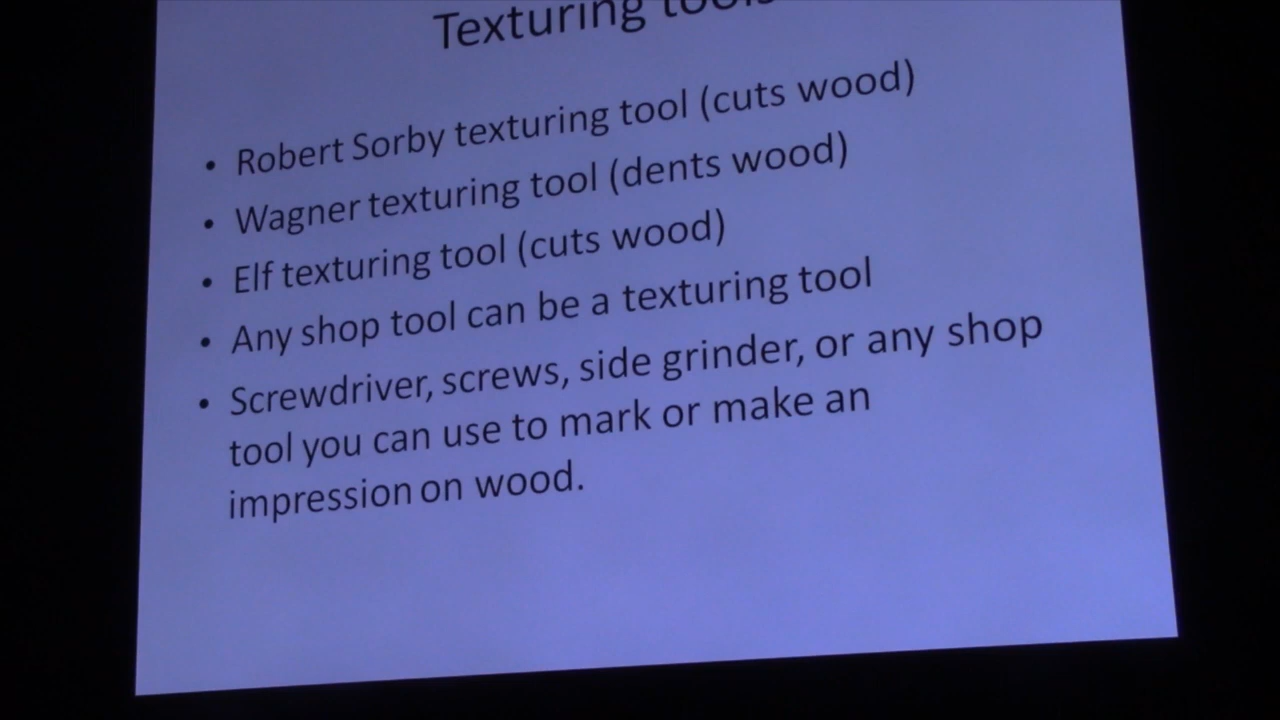 Texturing tools
• Robert Sorby texturing tool (cuts wood)
• Wagner texturing tool (dents wood)
• Elf texturing tool (cuts wood)
• Any shop tool can be a texturing tool
• Screwdriver, screws, side grinder, or any shop
tool you can use to mark or make an
impression on wood.